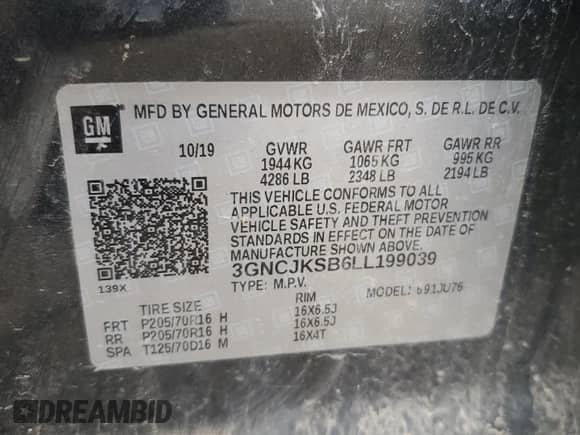 GM
MFD BY GENERAL MOTORS DE MEXICO, S. DE R.L. DE C.V.
10/19 GVWR GAWR FRT GAWR RR
1944 KG 1065 KG 995 KG
4286 LB 2348 LB 2194 LB
THIS VEHICLE CONFORMS TO ALL
APPLICABLE U.S. FEDERAL MOTOR
VEHICLE SAFETY AND THEFT PREVENTION
STANDARDS IN EFFECT ON THE DATE OF
MANUFACTURE SHOWN ABOVE.
3GNCJKSB6LL199039
139X
TYPE: M.P.V. MODEL: 591JU76
TIRE SIZE RIM
FRT P205/70R16 H 16X6.5J
RR P205/70R16 H 16X6.5J
SPA T125/70D16 M 16X4T
DREAMBID